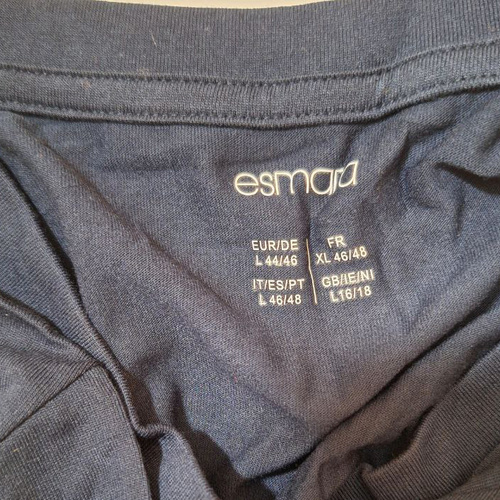 esmara
EUR/DE
L 44/46
FR
XL 46/48
IT/ES/PT
L 46/48
GB/IE/NI
L16/18